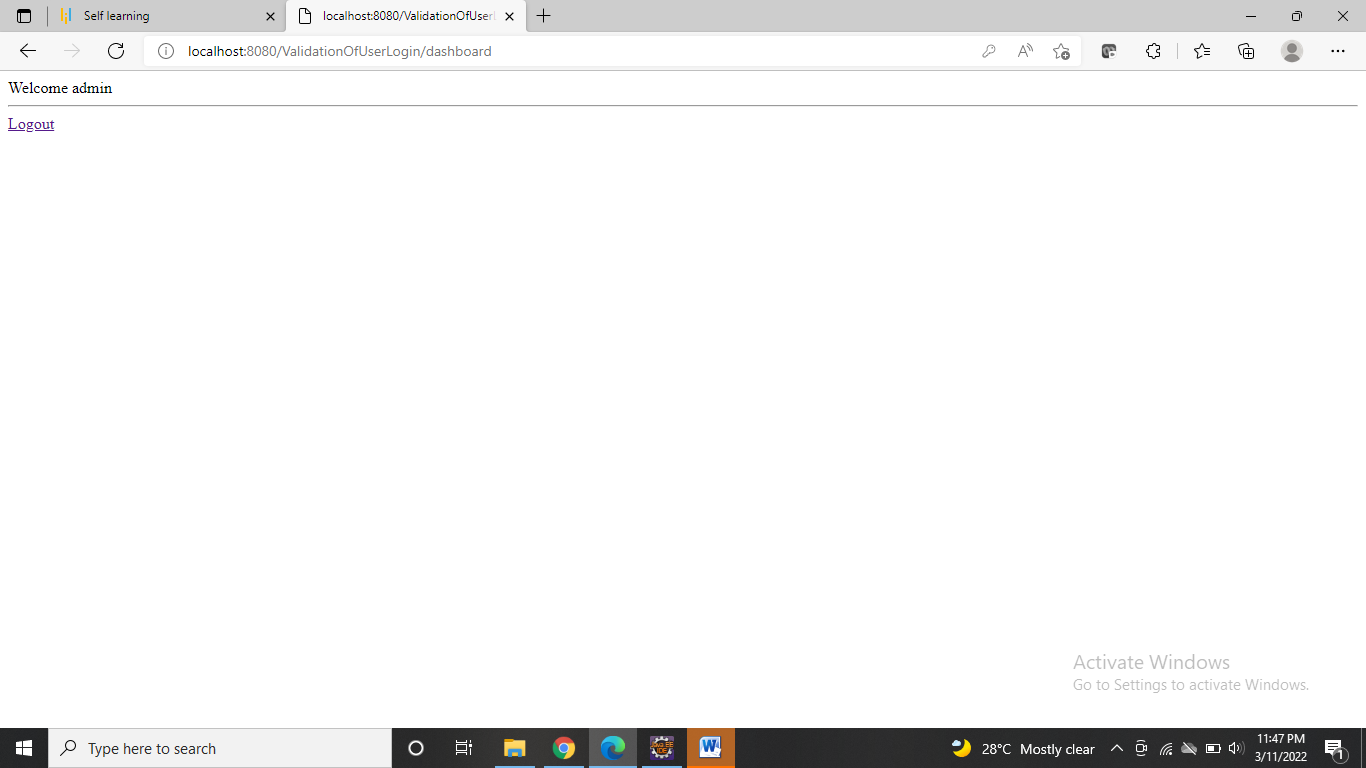 Self learning
localhost:8080/ValidationOfUserL
localhost:8080/ValidationOfUserLogin/dashboard
Welcome admin
Logout
Activate Windows
Go to Settings to activate Windows.
Type here to search
28°C Mostly clear
11:47 PM
3/11/2022
1